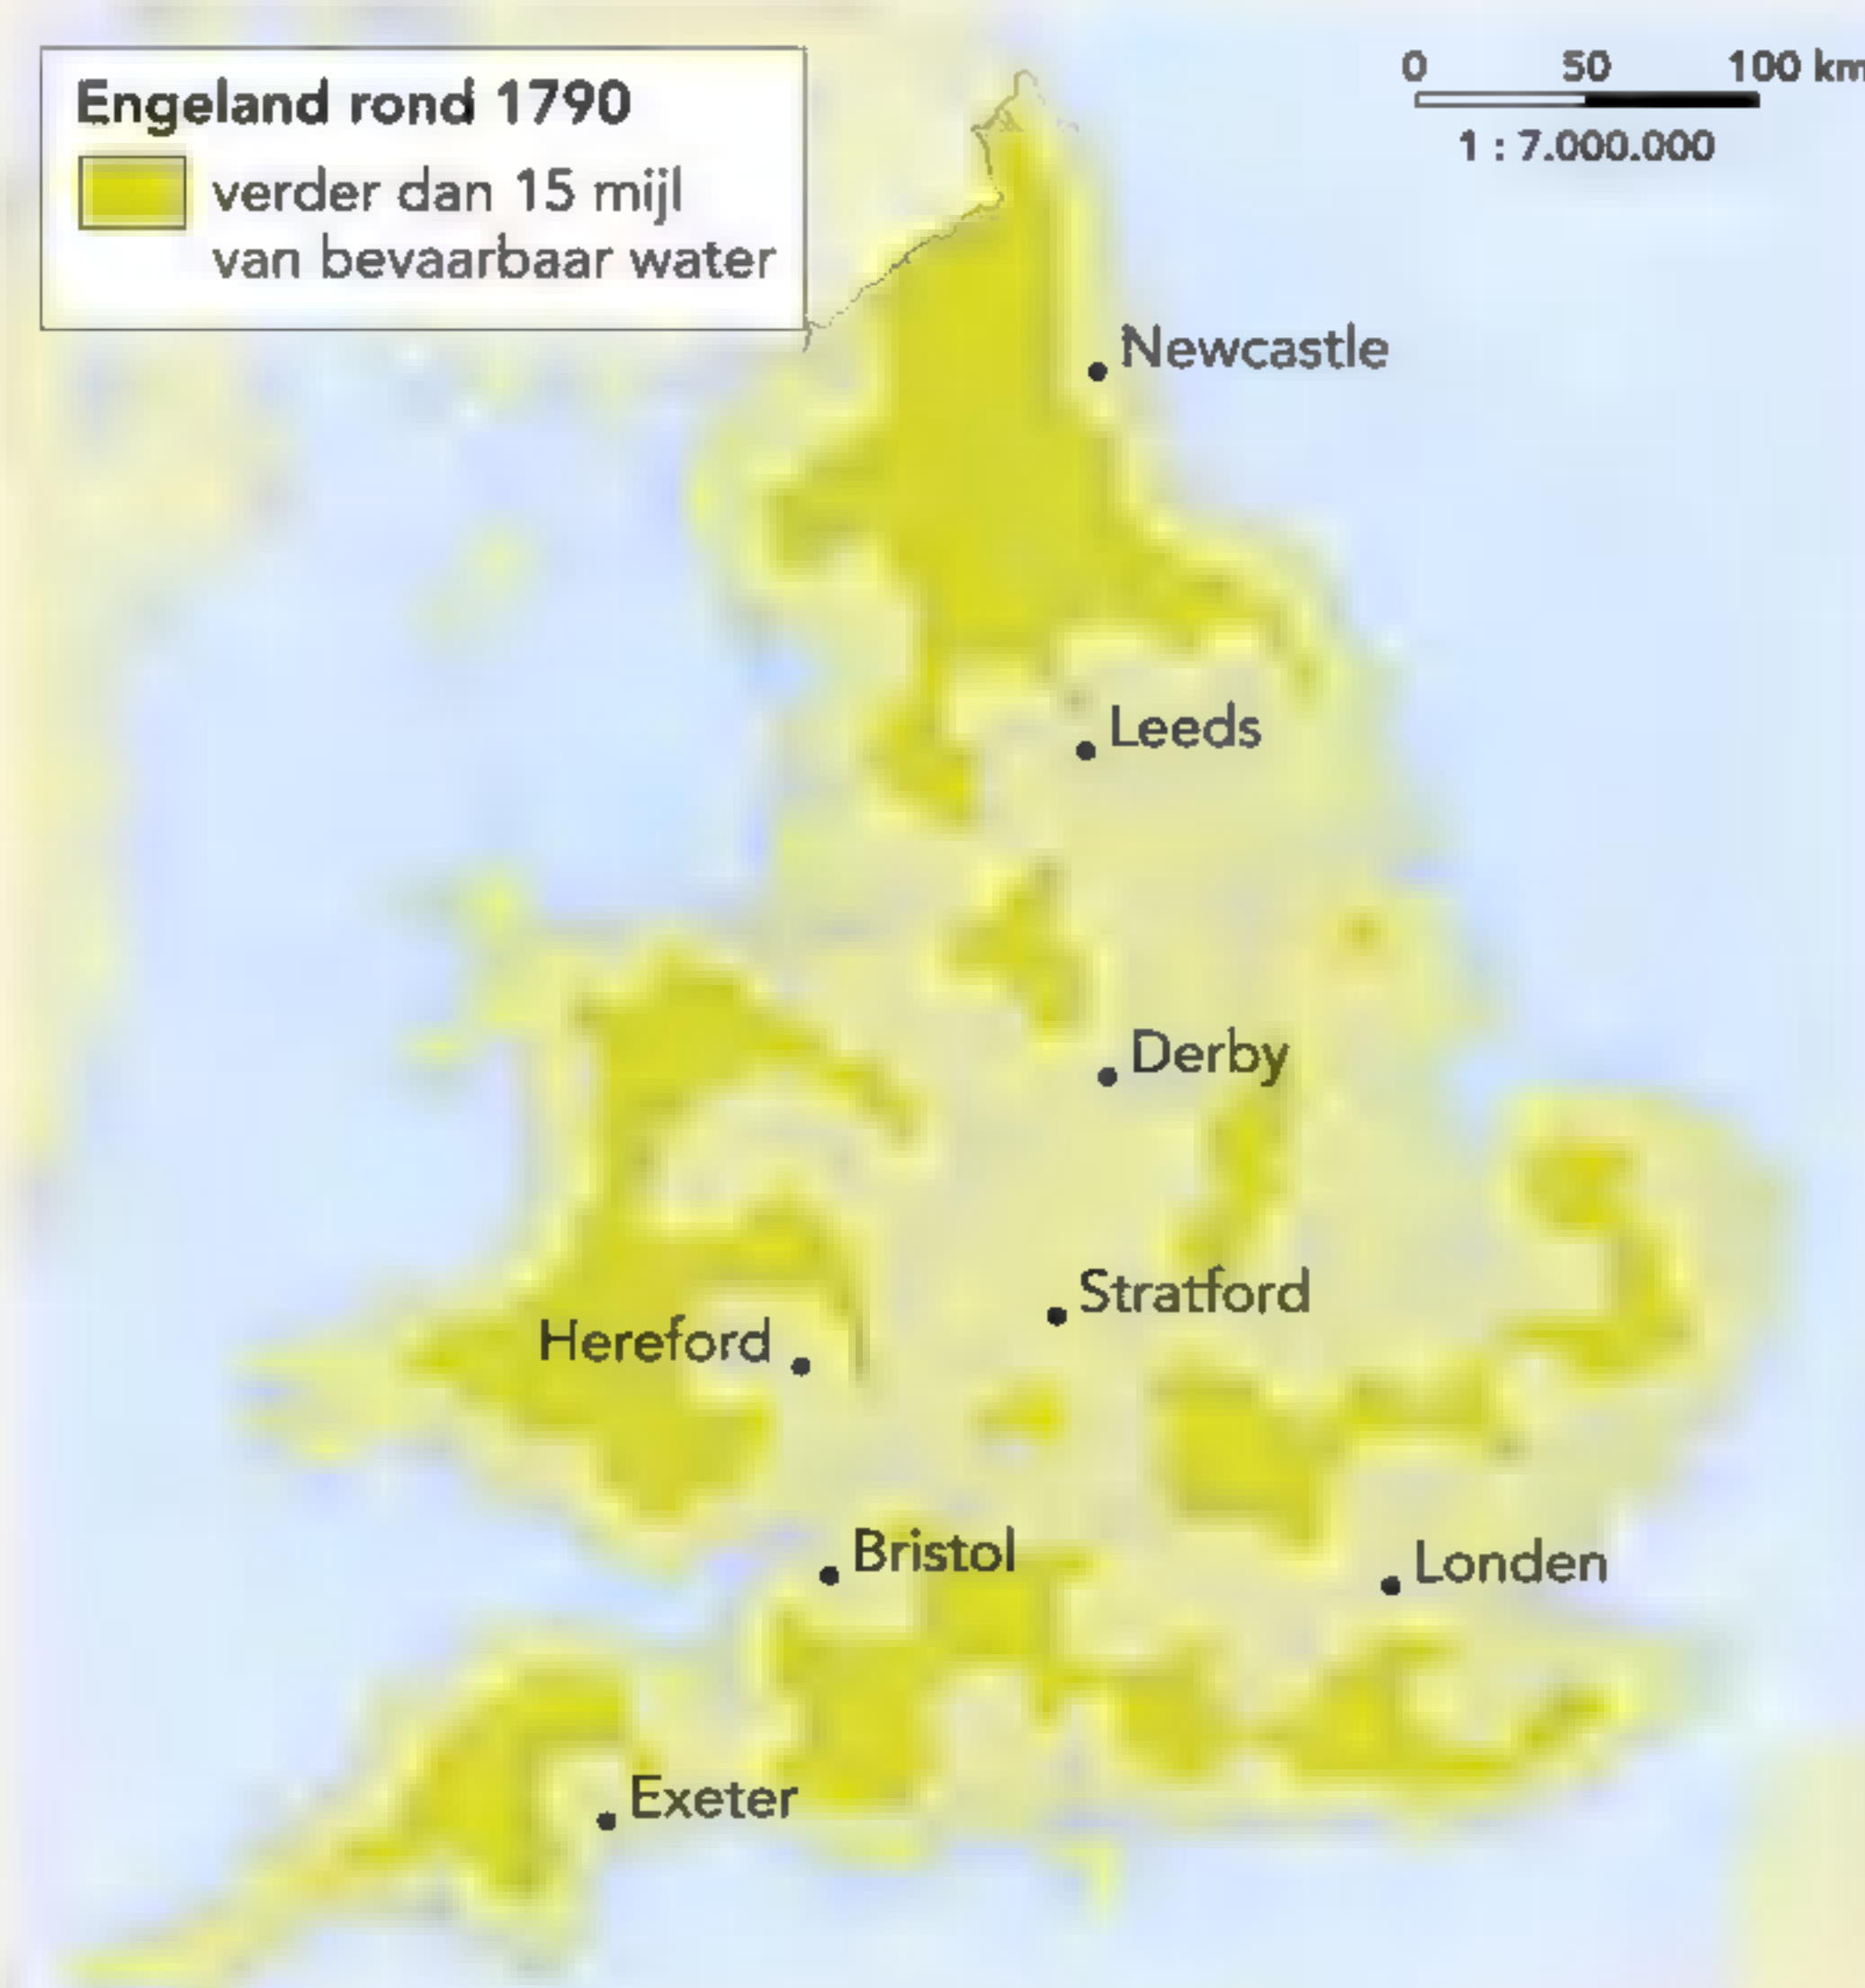 Engeland rond 1790
verder dan 15 mijl
van bevaarbaar water
0 50 100 km
1 : 7.000.000
Newcastle
Leeds
Derby
Stratford
Hereford
Bristol
Londen
Exeter